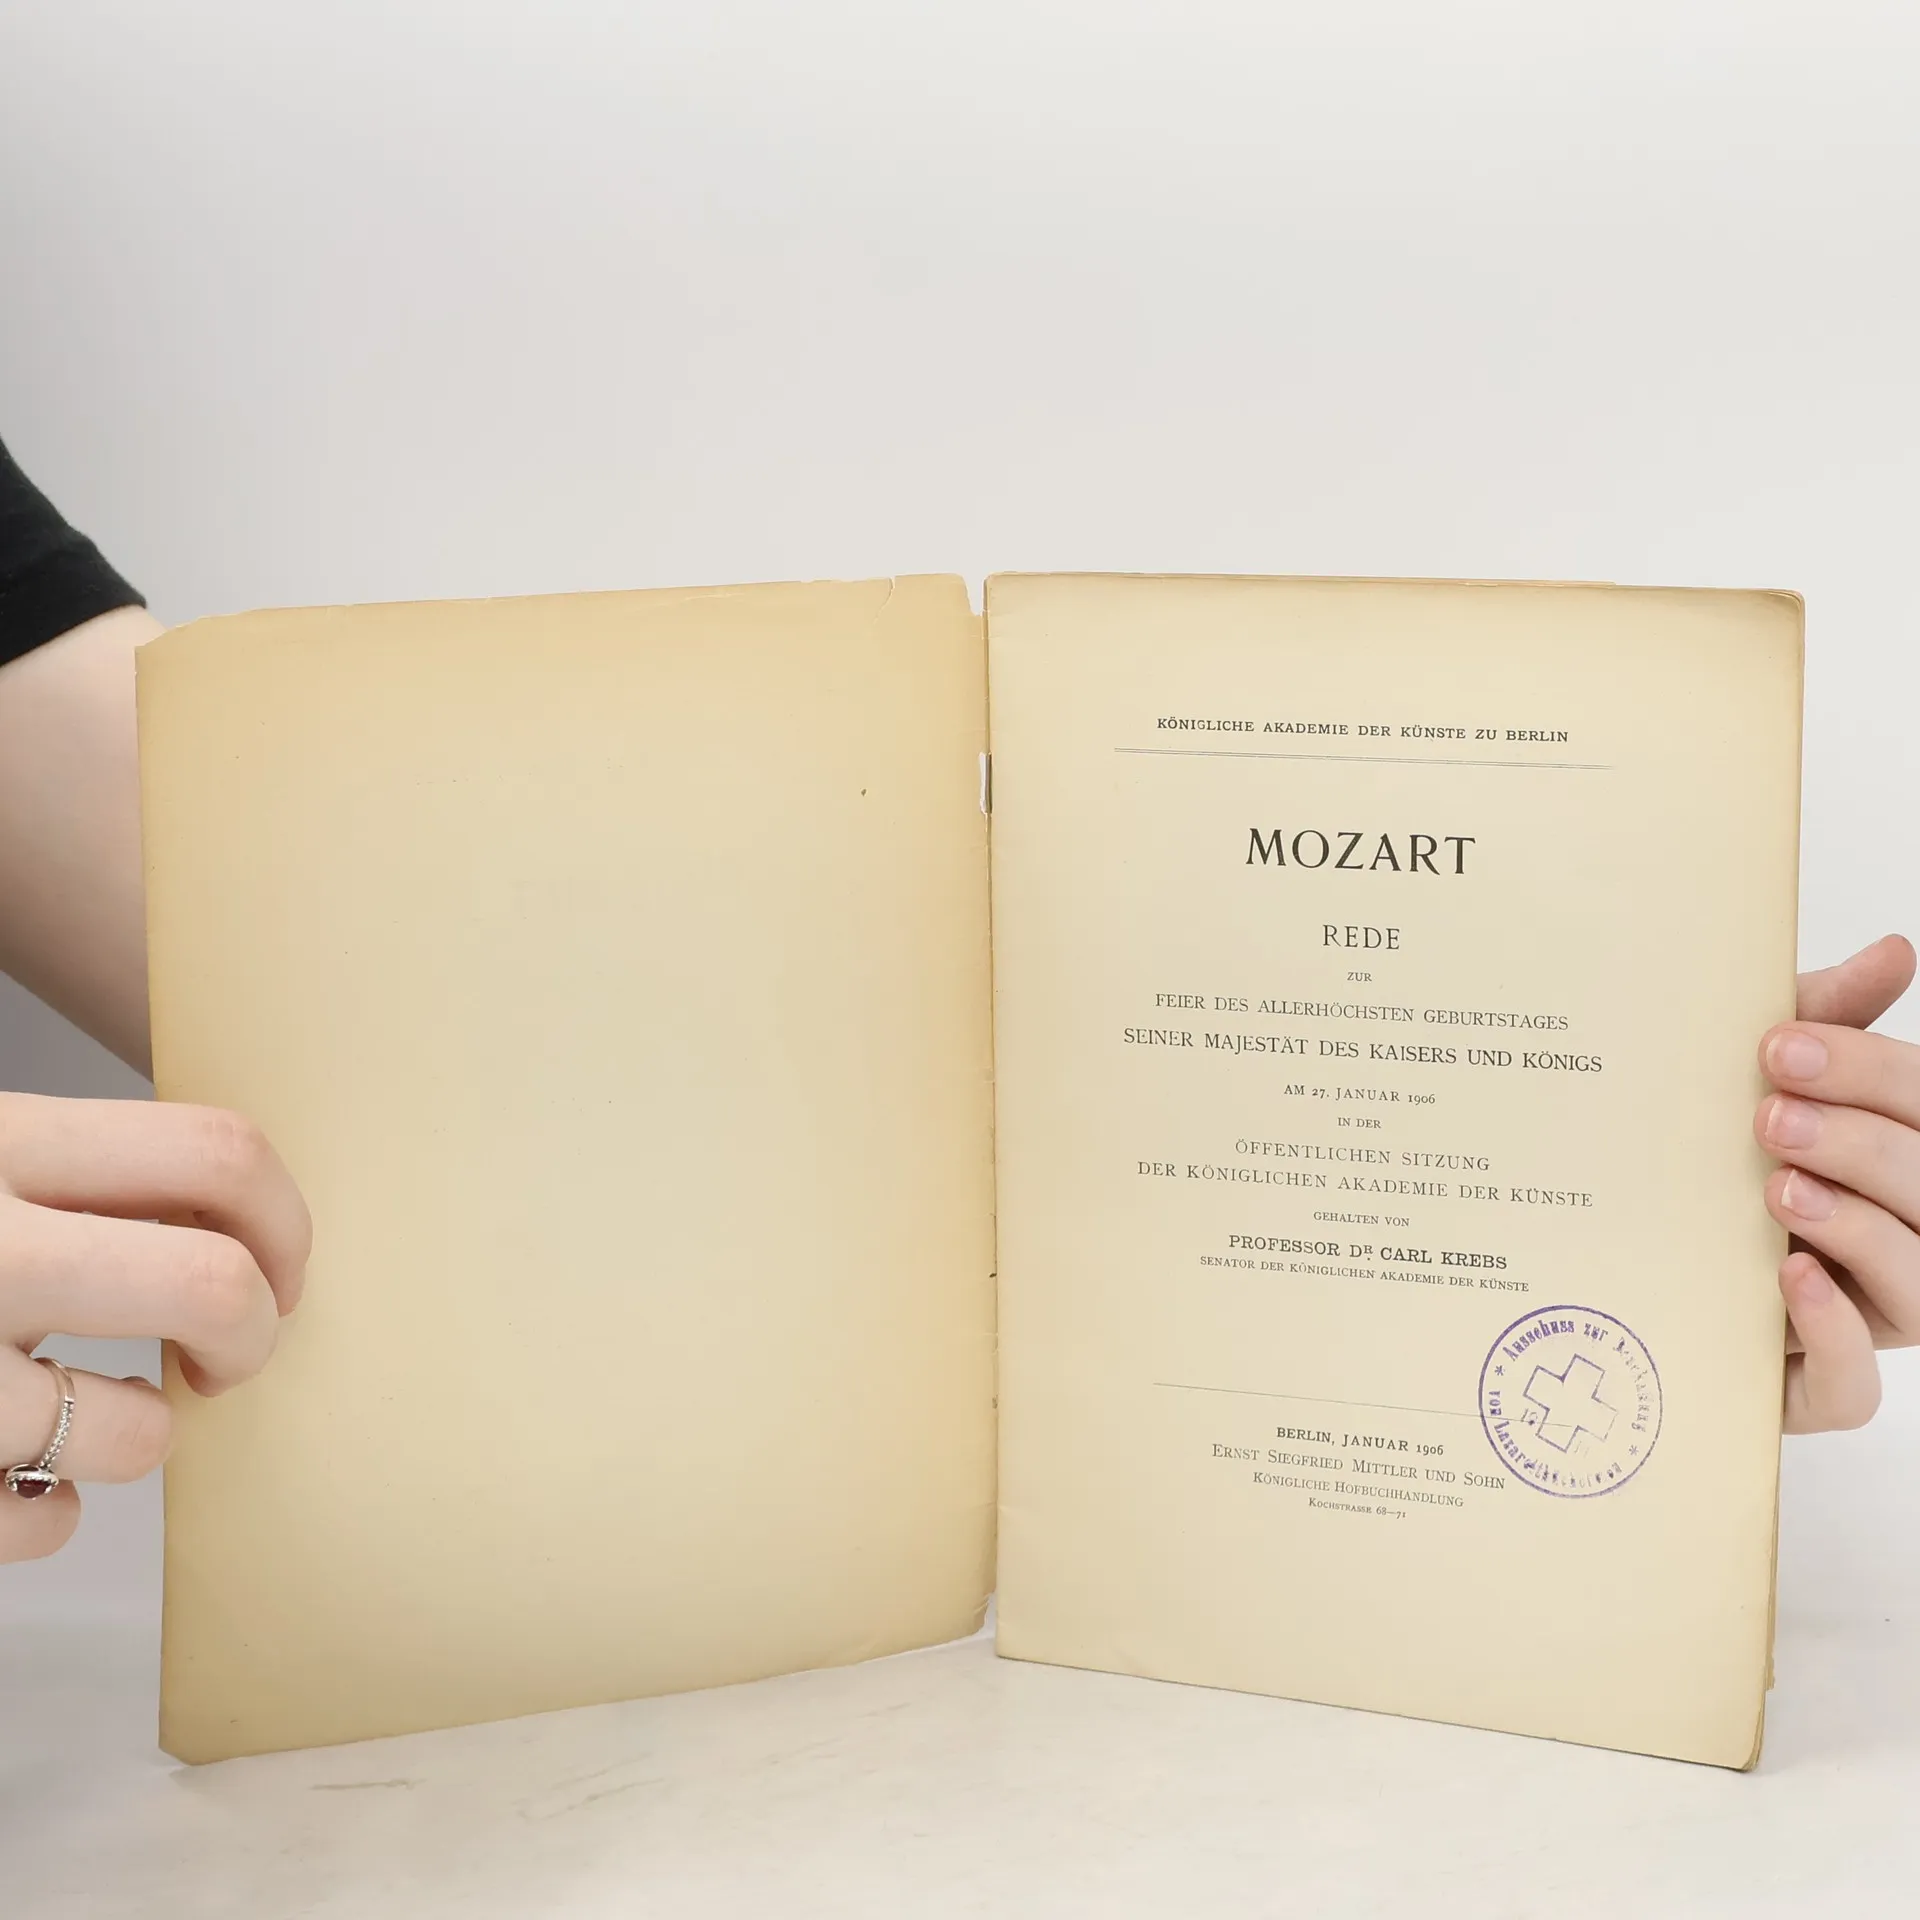 KÖNIGLICHE AKADEMIE DER KÜNSTE ZU BERLIN
MOZART
REDE
ZUR
FEIER DES ALLERHÖCHSTEN GEBURTSTAGES
SEINER MAJESTÄT DES KAISERS UND KÖNIGS
AM 27. JANUAR 1906
IN DER
ÖFFENTLICHEN SITZUNG
DER KÖNIGLICHEN AKADEMIE DER KÜNSTE
GEHALTEN VON
PROFESSOR DR. CARL KREBS
SENATOR DER KÖNIGLICHEN AKADEMIE DER KÜNSTE
Ausschuss zur
von
BERLIN, JANUAR 1906
ERNST SIEGFRIED MITTLER UND SOHN
KÖNIGLICHE HOFBUCHHANDLUNG
KOCHSTRASSE 68—71